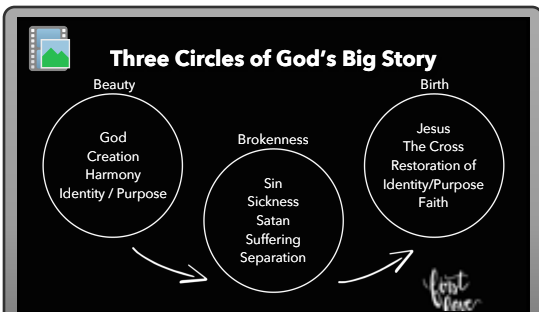 Three Circles of God's Big Story
Beauty
God
Creation
Harmony
Identity / Purpose
Brokenness
Sin
Sickness
Satan
Suffering
Separation
Birth
Jesus
The Cross
Restoration of
Identity/Purpose
Faith